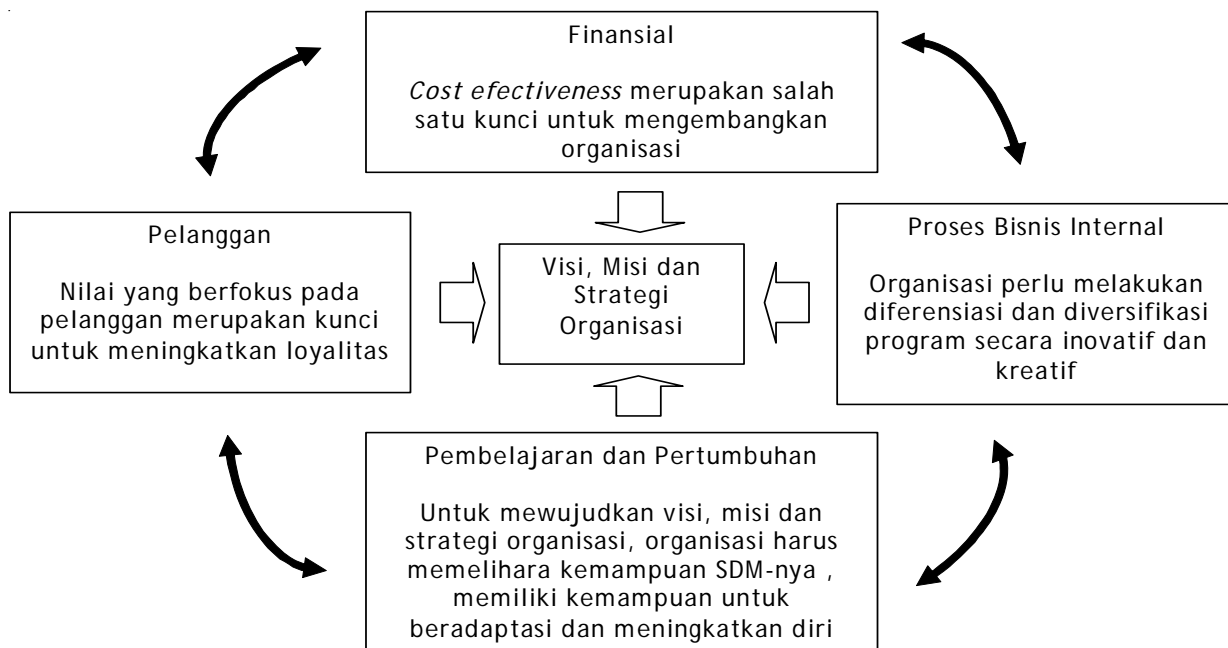 Finansial
Cost efectiveness merupakan salah
satu kunci untuk mengembangkan
organisasi
Pelanggan
Nilai yang berfokus pada
pelanggan merupakan kunci
untuk meningkatkan loyalitas
Visi, Misi dan
Strategi
Organisasi
Proses Bisnis Internal
Organisasi perlu melakukan
diferensiasi dan diversifikasi
program secara inovatif dan
kreatif
Pembelajaran dan Pertumbuhan
Untuk mewujudkan visi, misi dan
strategi organisasi, organisasi harus
memelihara kemampuan SDM-nya ,
memiliki kemampuan untuk
beradaptasi dan meningkatkan diri